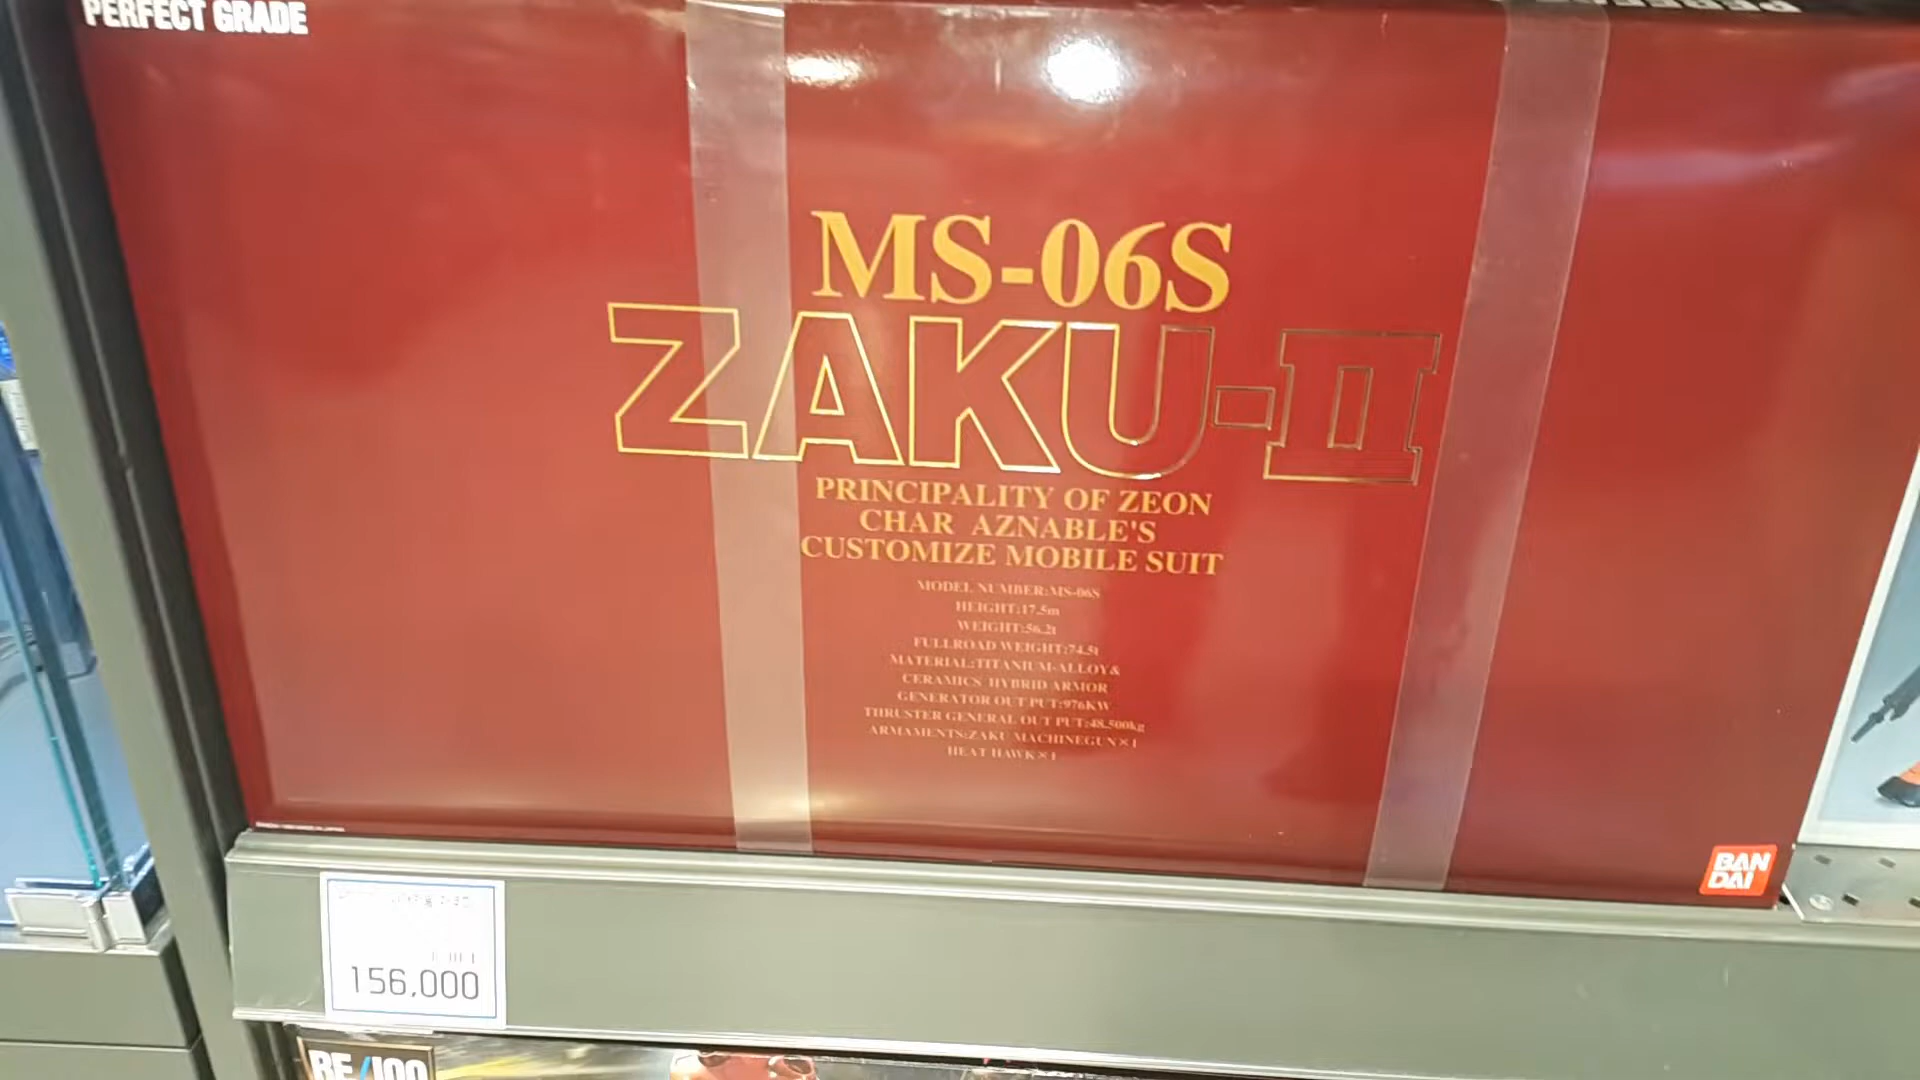 PERFECT GRADE
MS-06S
ZAKU-II
PRINCIPALITY OF ZEON
CHAR AZNABLE'S
CUSTOMIZE MOBILE SUIT
MODEL NUMBER:MS-06S
HEIGHT:17.5m
WEIGHT:56.2t
FULLROAD WEIGHT:74.5t
MATERIAL:TITANIUM-ALLOY&
CERAMICS HYBRID ARMOR
GENERATOR OUT PUT:976KW
THRUSTER GENERAL OUT PUT:48.500kg
ARMAMENTS:ZAKU MACHINEGUN×1
HEAT HAWK×1
BAN
DAI
156,000
RE/100